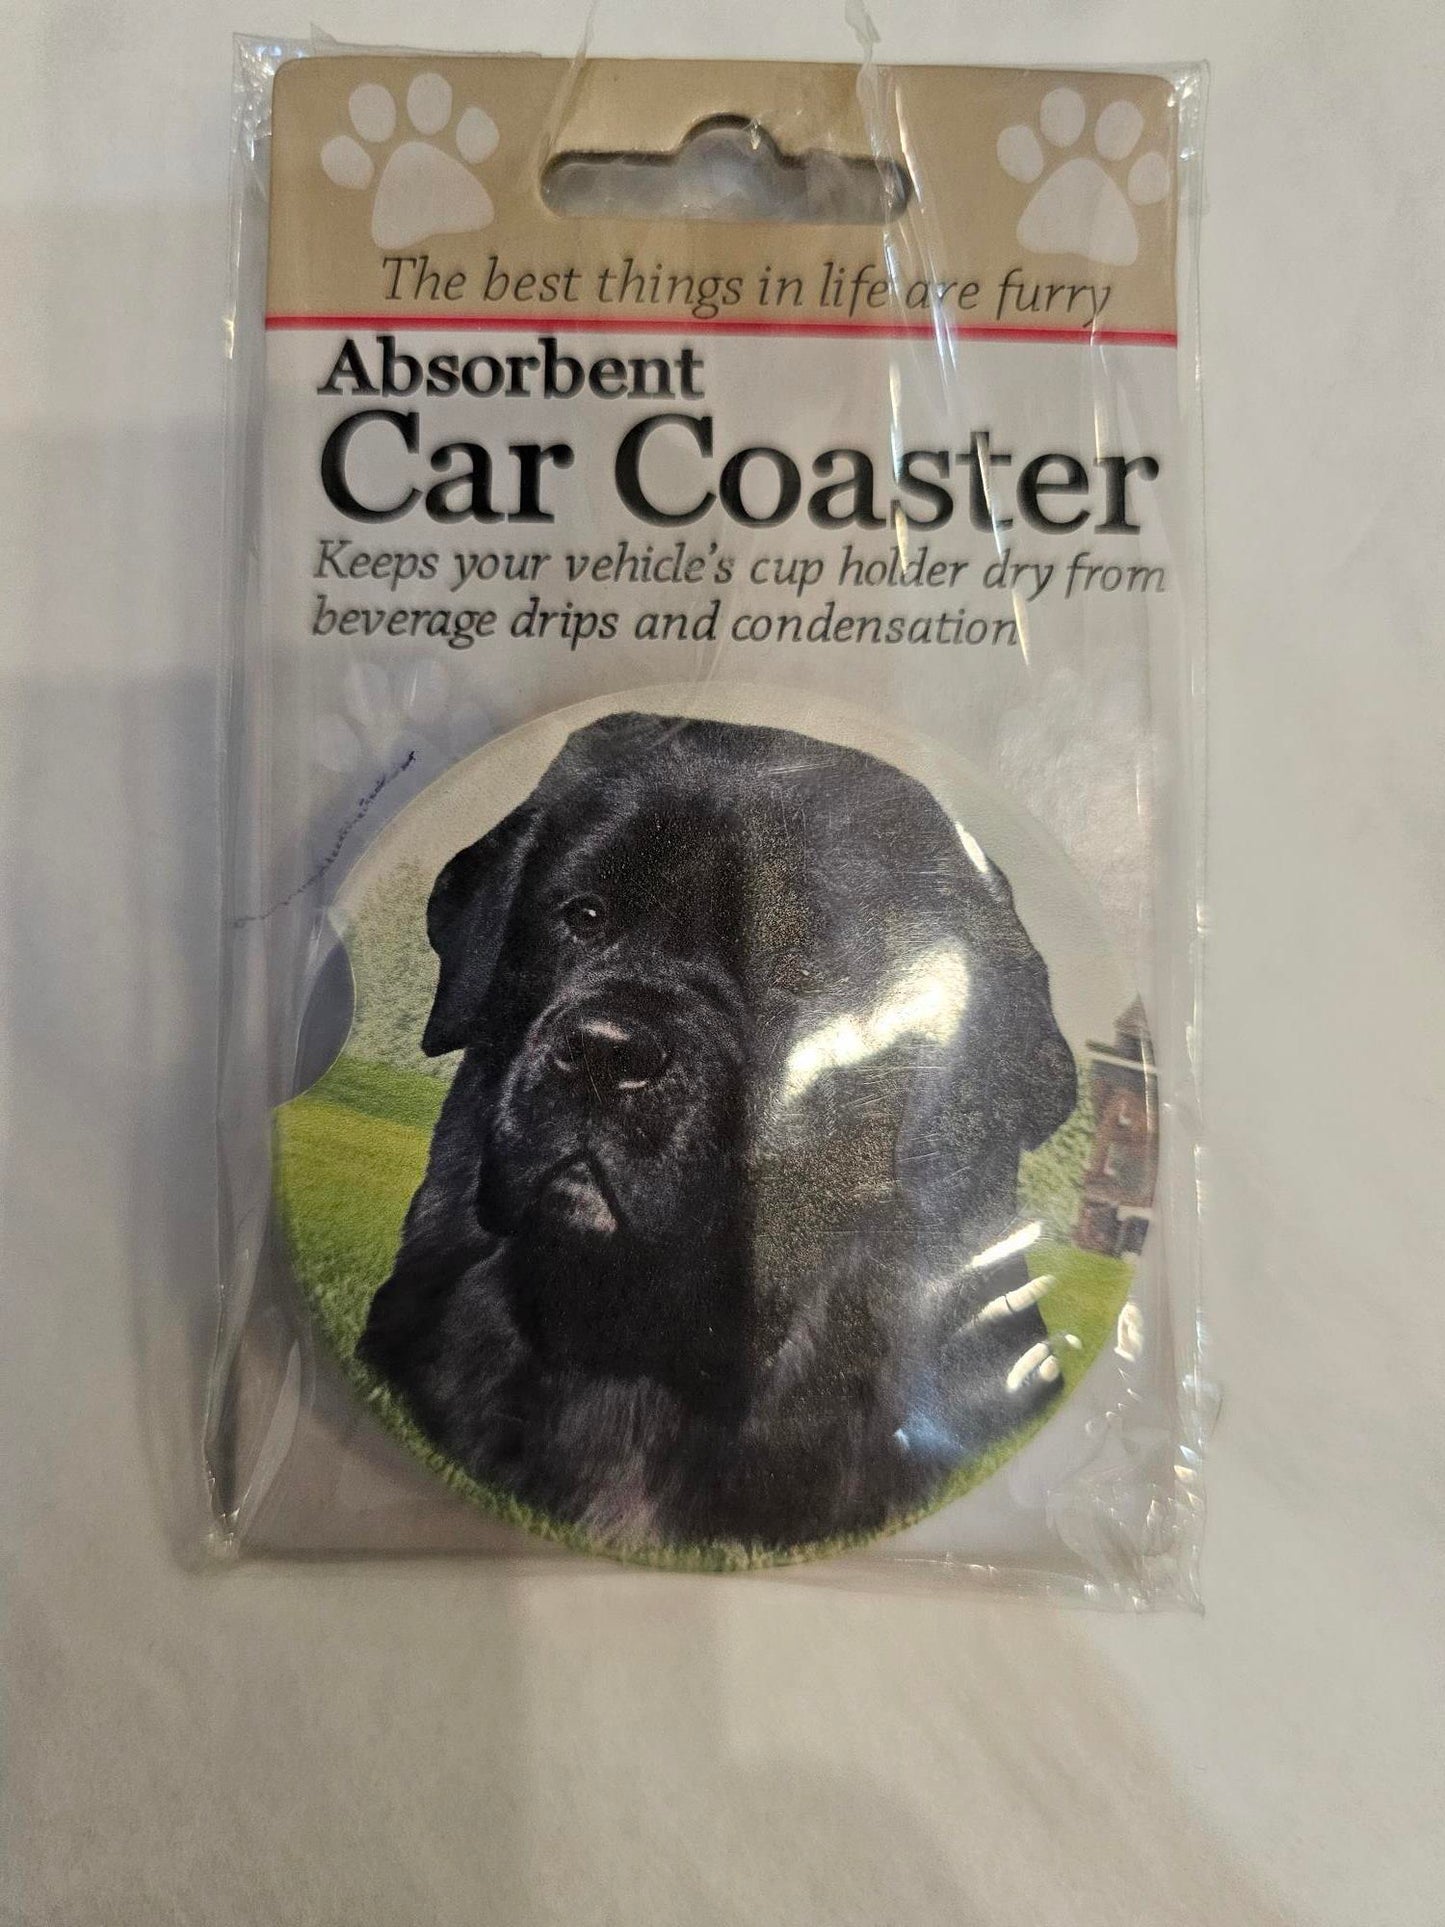 The best things in life are furry
Absorbent
Car Coaster
Keeps your vehicle's cup holder dry from
beverage drips and condensation